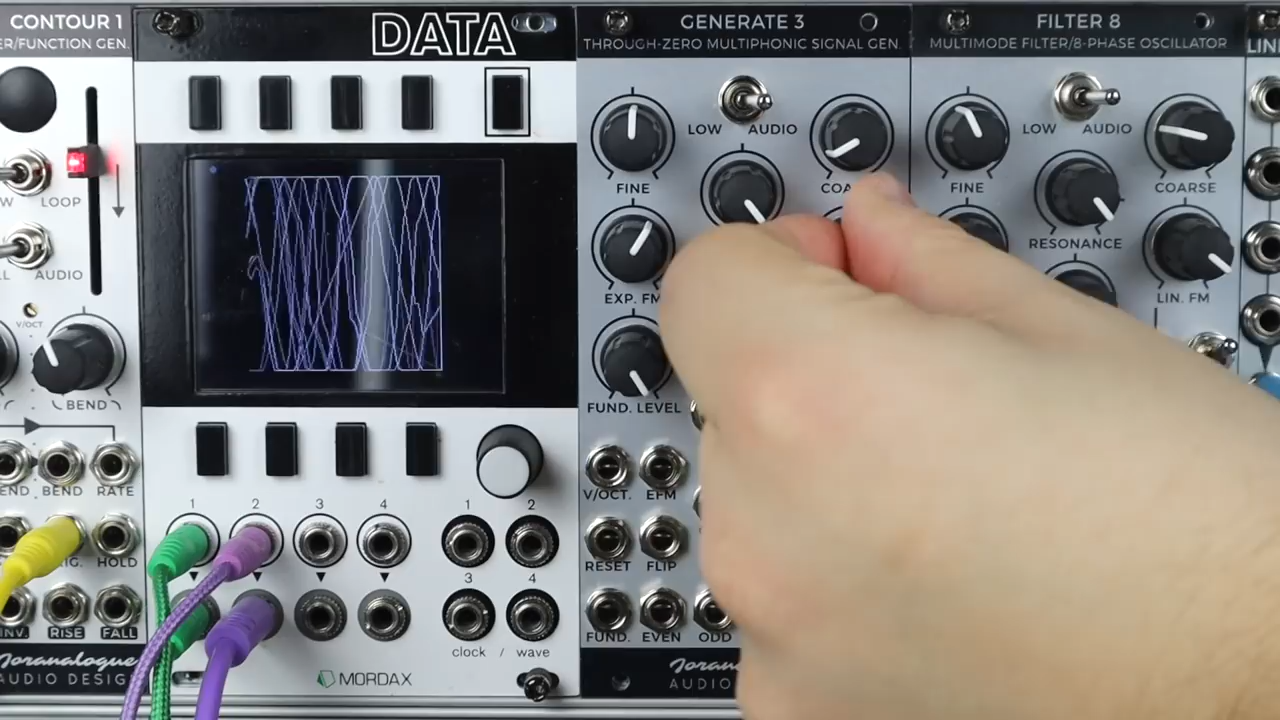 CONTOUR 1
ER/FUNCTION GEN.
LOOP
AUDIO
V/OCT
BEND
BEND RATE
HOLD
INV. RISE FALL
Joranalogue
AUDIO DESIG
DATA
1 2 3 4
1 2
3 4
clock / wave
MORDAX
GENERATE 3
THROUGH-ZERO MULTIPHONIC SIGNAL GEN.
LOW AUDIO
FINE
EXP. FM
FUND. LEVEL
V/OCT. EFM
RESET FLIP
FUND. EVEN ODD
AUDIO
FILTER 8
MULTIMODE FILTER/8-PHASE OSCILLATOR
LOW AUDIO
FINE COARSE
RESONANCE
LIN. FM